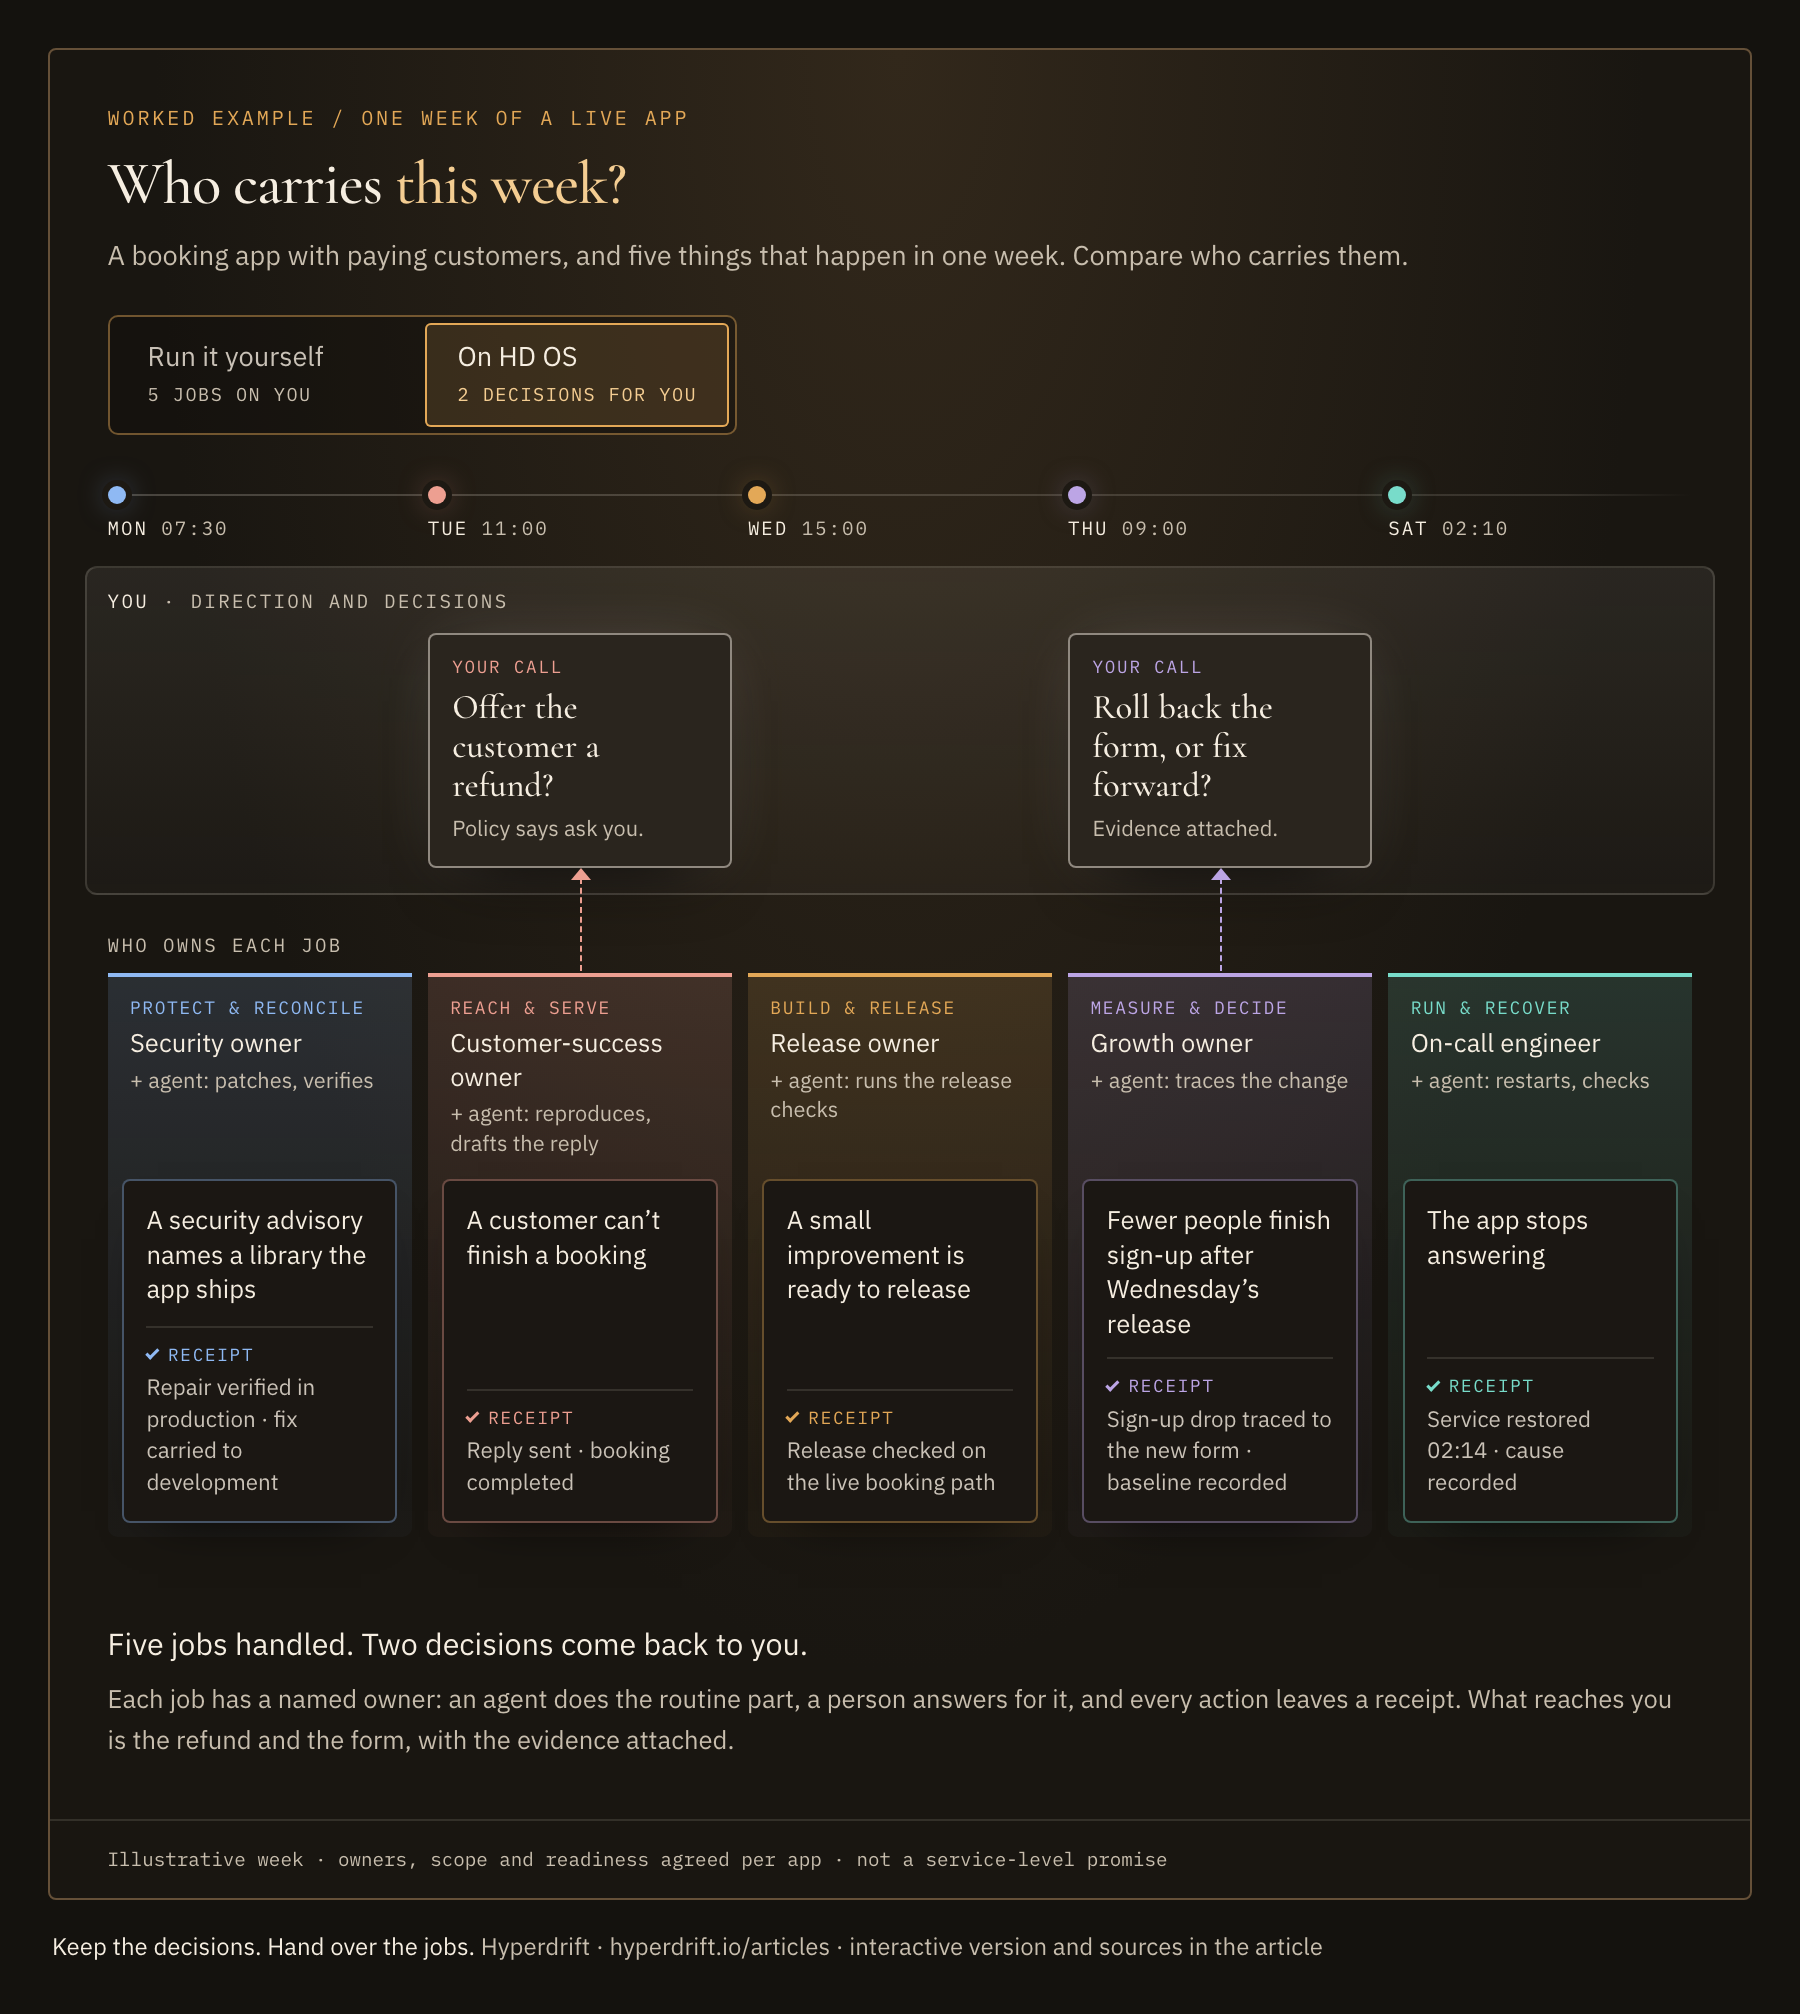 WORKED EXAMPLE / ONE WEEK OF A LIVE APP
Who carries this week?
A booking app with paying customers, and five things that happen in one week. Compare who carries them.
Run it yourself
5 JOBS ON YOU
On HD OS
2 DECISIONS FOR YOU
MON 07:30
TUE 11:00
WED 15:00
THU 09:00
SAT 02:10
YOU · DIRECTION AND DECISIONS
YOUR CALL
Offer the
customer a
refund?
Policy says ask you.
YOUR CALL
Roll back the
form, or fix
forward?
Evidence attached.
WHO OWNS EACH JOB
PROTECT & RECONCILE
Security owner
+ agent: patches, verifies
A security advisory
names a library the
app ships
RECEIPT
Repair verified in
production · fix
carried to
development
REACH & SERVE
Customer-success
owner
+ agent: reproduces,
drafts the reply
A customer can’t
finish a booking
RECEIPT
Reply sent · booking
completed
BUILD & RELEASE
Release owner
+ agent: runs the release
checks
A small
improvement is
ready to release
RECEIPT
Release checked on
the live booking path
MEASURE & DECIDE
Growth owner
+ agent: traces the change
Fewer people finish
sign-up after
Wednesday’s
release
RECEIPT
Sign-up drop traced to
the new form ·
baseline recorded
RUN & RECOVER
On-call engineer
+ agent: restarts, checks
The app stops
answering
RECEIPT
Service restored
02:14 · cause
recorded
Five jobs handled. Two decisions come back to you.
Each job has a named owner: an agent does the routine part, a person answers for it, and every action leaves a receipt. What reaches you
is the refund and the form, with the evidence attached.
Illustrative week · owners, scope and readiness agreed per app · not a service-level promise
Keep the decisions. Hand over the jobs. Hyperdrift · hyperdrift.io/articles · interactive version and sources in the article